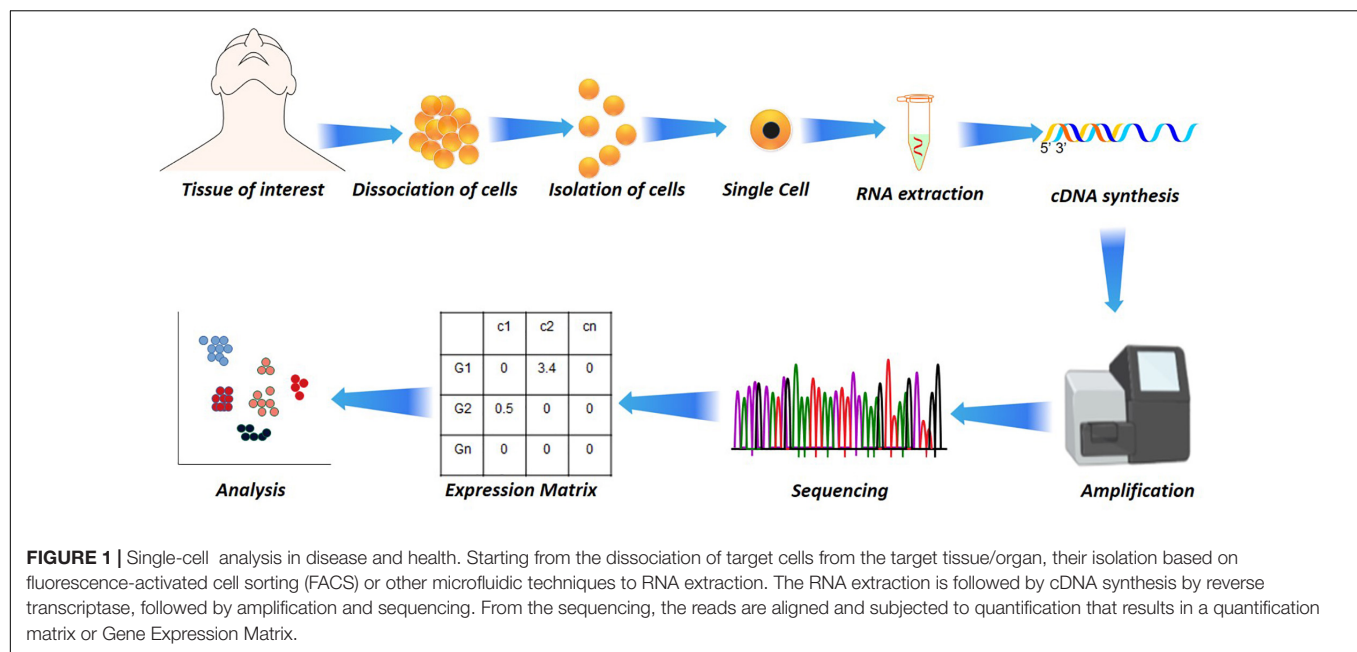 Tissue of interest
Dissociation of cells
Isolation of cells
Single Cell
RNA extraction
5' 3'
cDNA synthesis
Analysis
c1 c2 cn
G1 0 3.4 0
G2 0.5 0 0
Gn 0 0 0
Expression Matrix
Sequencing
Amplification
FIGURE 1 | Single-cell analysis in disease and health. Starting from the dissociation of target cells from the target tissue/organ, their isolation based on
fluorescence-activated cell sorting (FACS) or other microfluidic techniques to RNA extraction. The RNA extraction is followed by cDNA synthesis by reverse
transcriptase, followed by amplification and sequencing. From the sequencing, the reads are aligned and subjected to quantification that results in a quantification
matrix or Gene Expression Matrix.